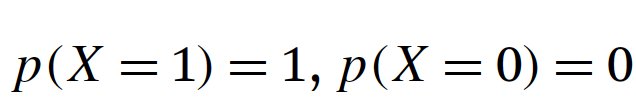 p(X = 1) = 1, p(X = 0) = 0